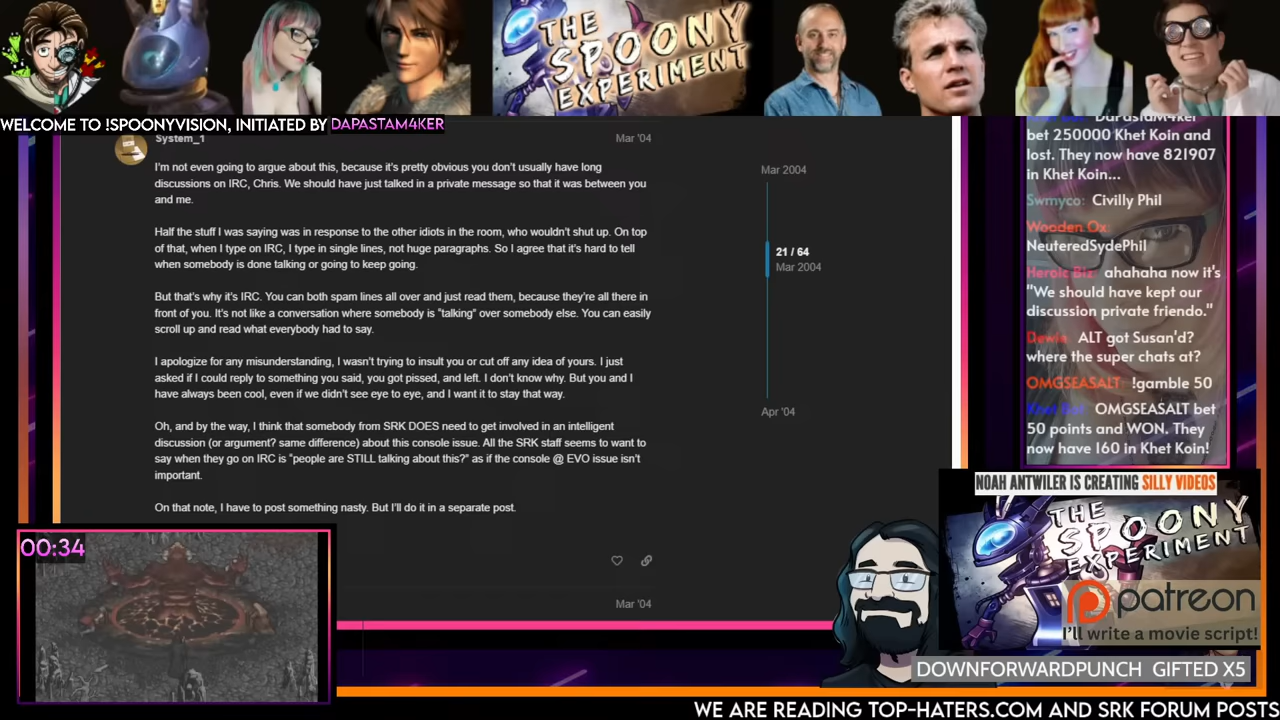 THE
SPOONY
EXPERIMENT
WELCOME TO !SPOONYVISION, INITIATED BY DAPASTAM4KER
System_1
Mar '04
I'm not even going to argue about this, because it's pretty obvious you don't usually have long
discussions on IRC, Chris. We should have just talked in a private message so that it was between you
and me.
Half the stuff I was saying was in response to the other idiots in the room, who wouldn't shut up. On top
of that, when I type on IRC, I type in single lines, not huge paragraphs. So I agree that it's hard to tell
when somebody is done talking or going to keep going.
But that's why it's IRC. You can both spam lines all over and just read them, because they're all there in
front of you. It's not like a conversation where somebody is "talking" over somebody else. You can easily
scroll up and read what everybody had to say.
I apologize for any misunderstanding, I wasn't trying to insult you or cut off any idea of yours. I just
asked if I could reply to something you said, you got pissed, and left. I don't know why. But you and I
have always been cool, even if we didn't see eye to eye, and I want it to stay that way.
Oh, and by the way, I think that somebody from SRK DOES need to get involved in an intelligent
discussion (or argument? same difference) about this console issue. All the SRK staff seems to want to
say when they go on IRC is "people are STILL talking about this?" as if the console @ EVO issue isn't
important.
On that note, I have to post something nasty. But I'll do it in a separate post.
Mar '04
Mar 2004
21 / 64
Mar 2004
Apr '04
DaPastaM4ker
bet 250000 Khet Koin and
lost. They now have 821907
in Khet Koin...
Swmyco: Civilly Phil
Wooden Ox:
NeuteredSydePhil
Heroic Biz: ahahaha now it's
"We should have kept our
discussion private friendo."
ALT got Susan'd?
where the super chats at?
OMGSEASALT: !gamble 50
Khet Bot: OMGSEASALT bet
50 points and WON. They
now have 160 in Khet Koin!
NOAH ANTWILER IS CREATING SILLY VIDEOS
THE
SPOONY
EXPERIMENT
patreon
I'll write a movie script!
DOWNFORWARDPUNCH GIFTED X5
00:34
WE ARE READING TOP-HATERS.COM AND SRK FORUM POSTS